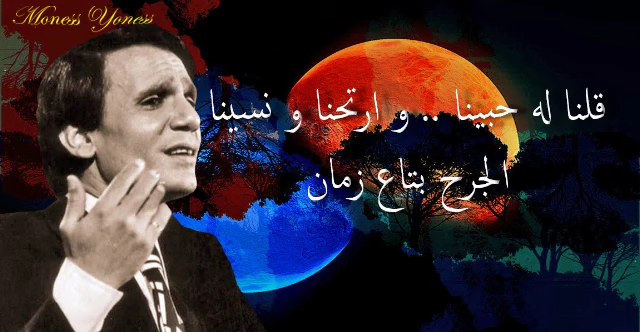 Moness Yoness
قلنا له حبينا .. و ارتحنا و نسينا
الجرح بتاع زمان